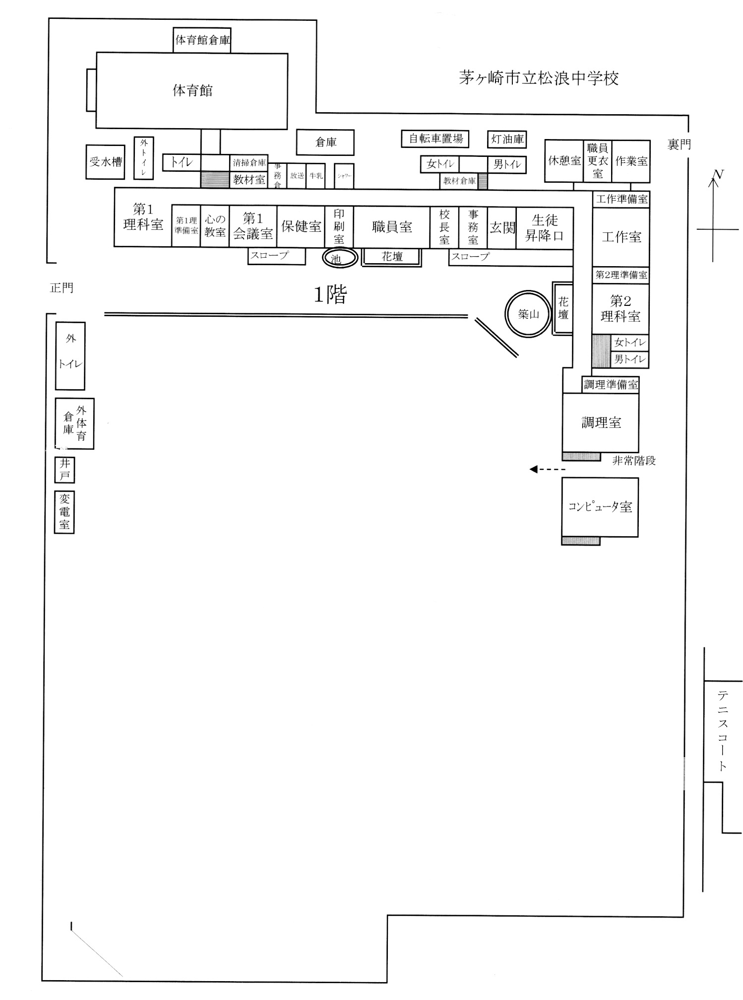 体育館倉庫
体育館
茅ヶ崎市立松浪中学校
倉庫
自転車置場
灯油庫
裏門
受水槽
外トイレ
トイレ
清掃倉庫
教材室
事務倉
放送
牛乳
シャワー
女トイレ
男トイレ
教材倉庫
休憩室
職員
更衣
室
作業室
N
第1
理科室
第1理
準備室
心の
教室
第1
会議室
保健室
印刷室
職員室
校長室
事務室
玄関
生徒
昇降口
工作準備室
工作室
スロープ
池
花壇
スロープ
第2理準備室
正門
1階
築山
花壇
第2
理科室
女トイレ
男トイレ
外
トイレ
調理準備室
調理室
外体育
倉庫
非常階段
井戸
変電室
コンピュータ室
テニスコート